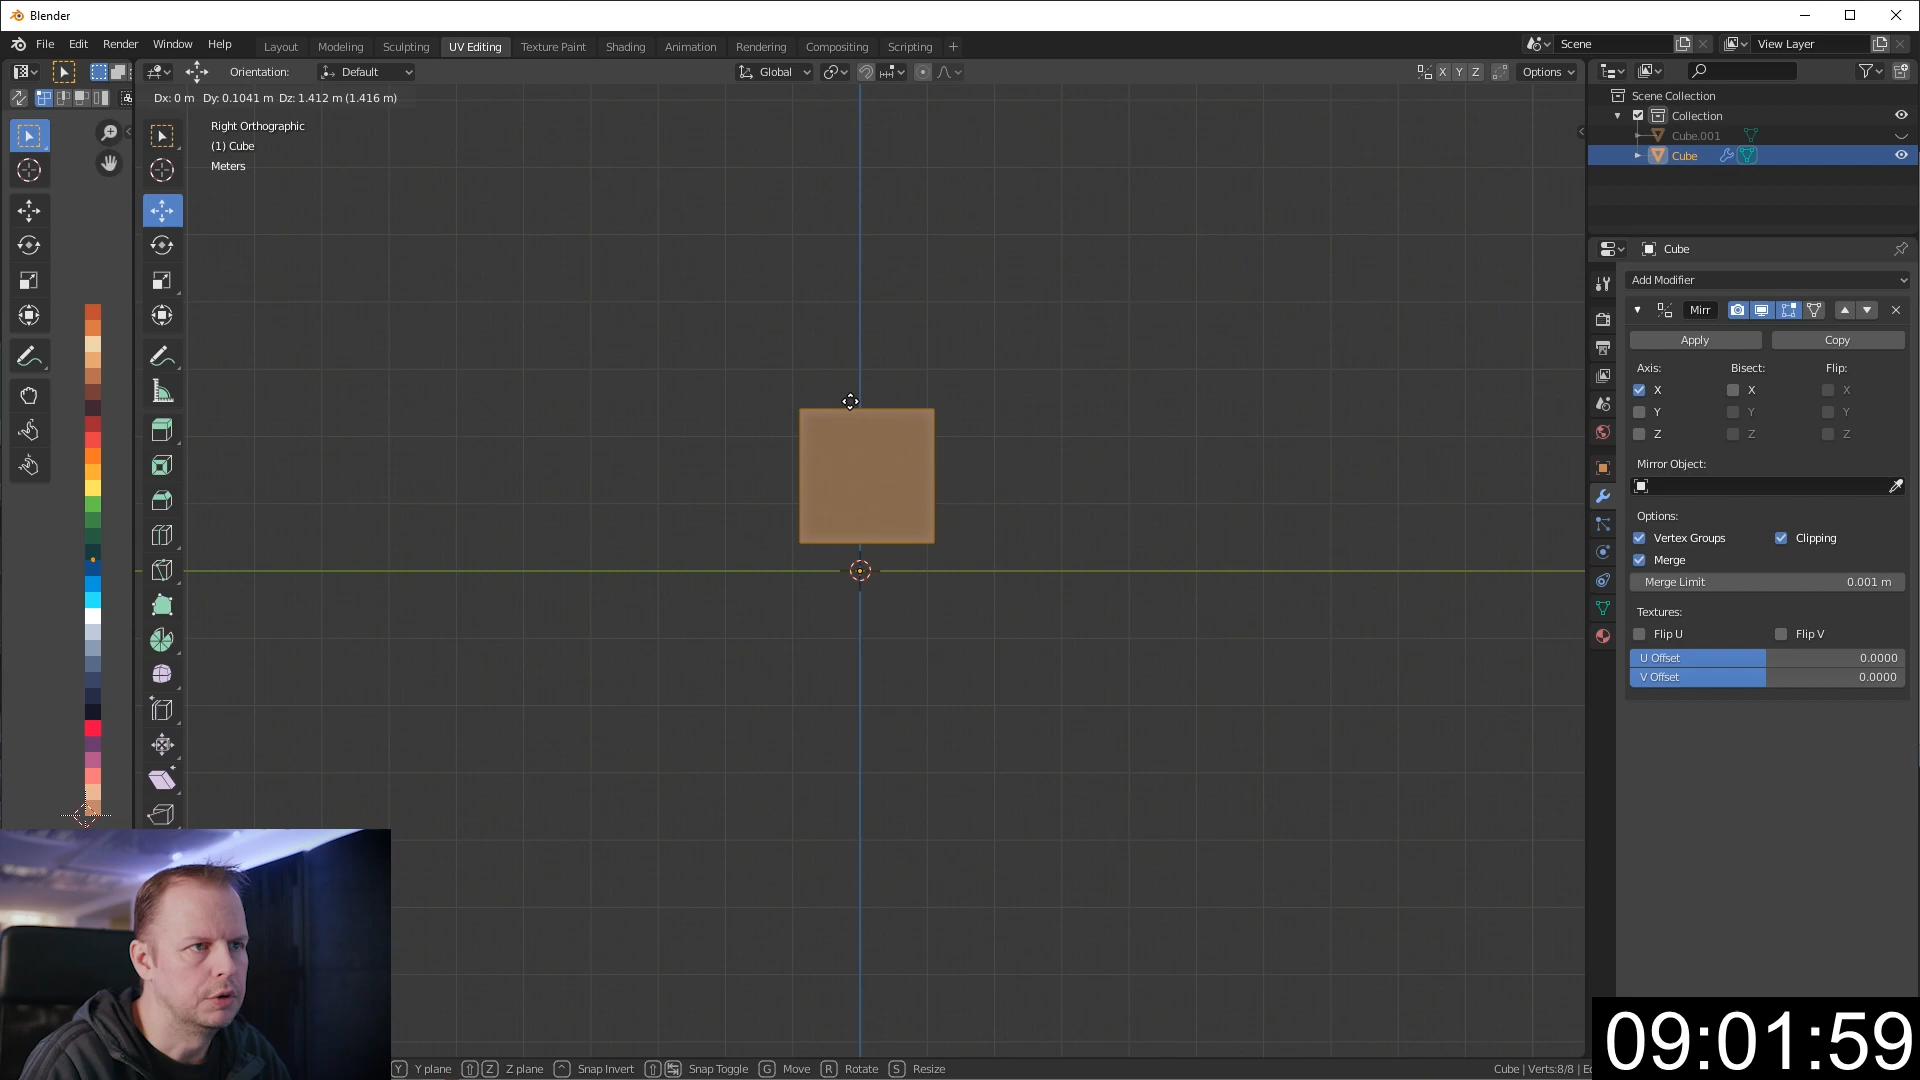 Blender
File Edit Render Window Help
Layout Modeling Sculpting UV Editing Texture Paint Shading Animation Rendering Compositing Scripting +
Scene
View Layer
Orientation: Default
Global
X Y Z
Options
Dx: 0 m Dy: 0.1041 m Dz: 1.412 m (1.416 m)
Right Orthographic
(1) Cube
Meters
Scene Collection
Collection
Cube.001
Cube
Cube
Add Modifier
Mirr
Apply Copy
Axis: Bisect: Flip:
X X X
Y Y Y
Z Z Z
Mirror Object:
Options:
Vertex Groups Clipping
Merge
Merge Limit 0.001 m
Textures:
Flip U Flip V
U Offset 0.0000
V Offset 0.0000
09:01:59
Y Y plane Z Z plane Snap Invert Snap Toggle G Move R Rotate S Resize
Cube | Verts:8/8 |